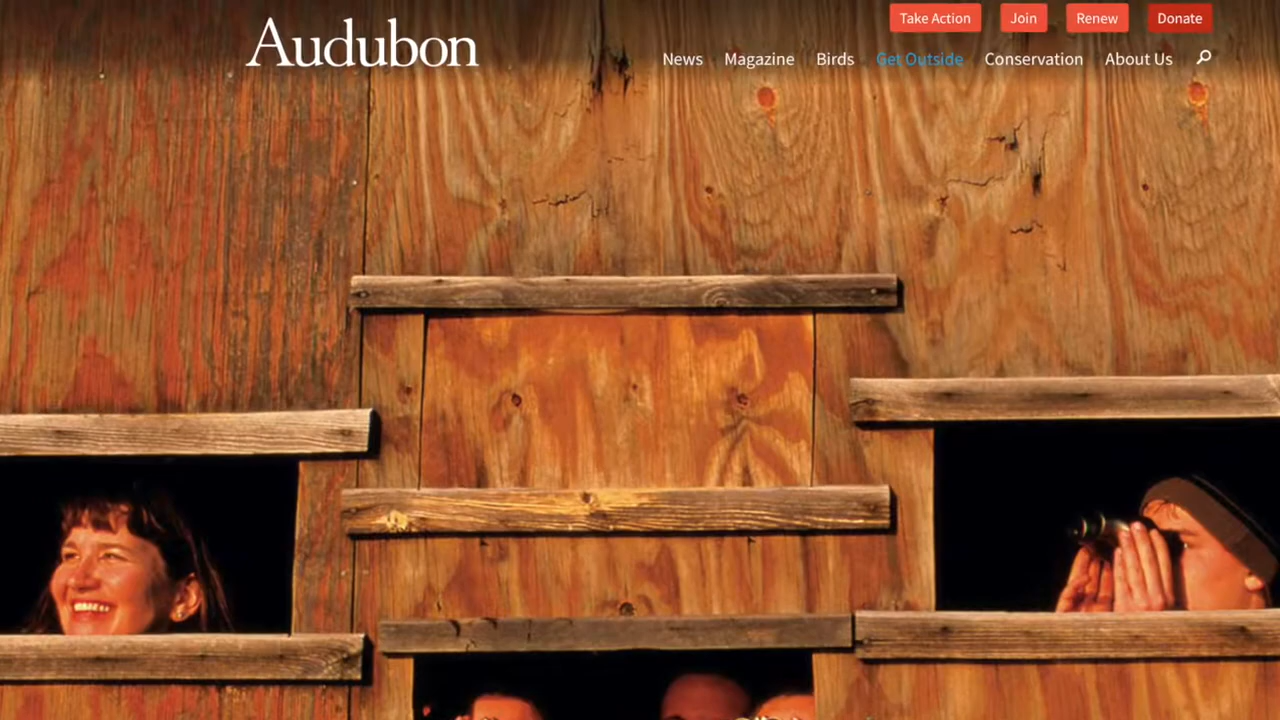 Take Action Join Renew Donate
Audubon
News Magazine Birds Get Outside Conservation About Us